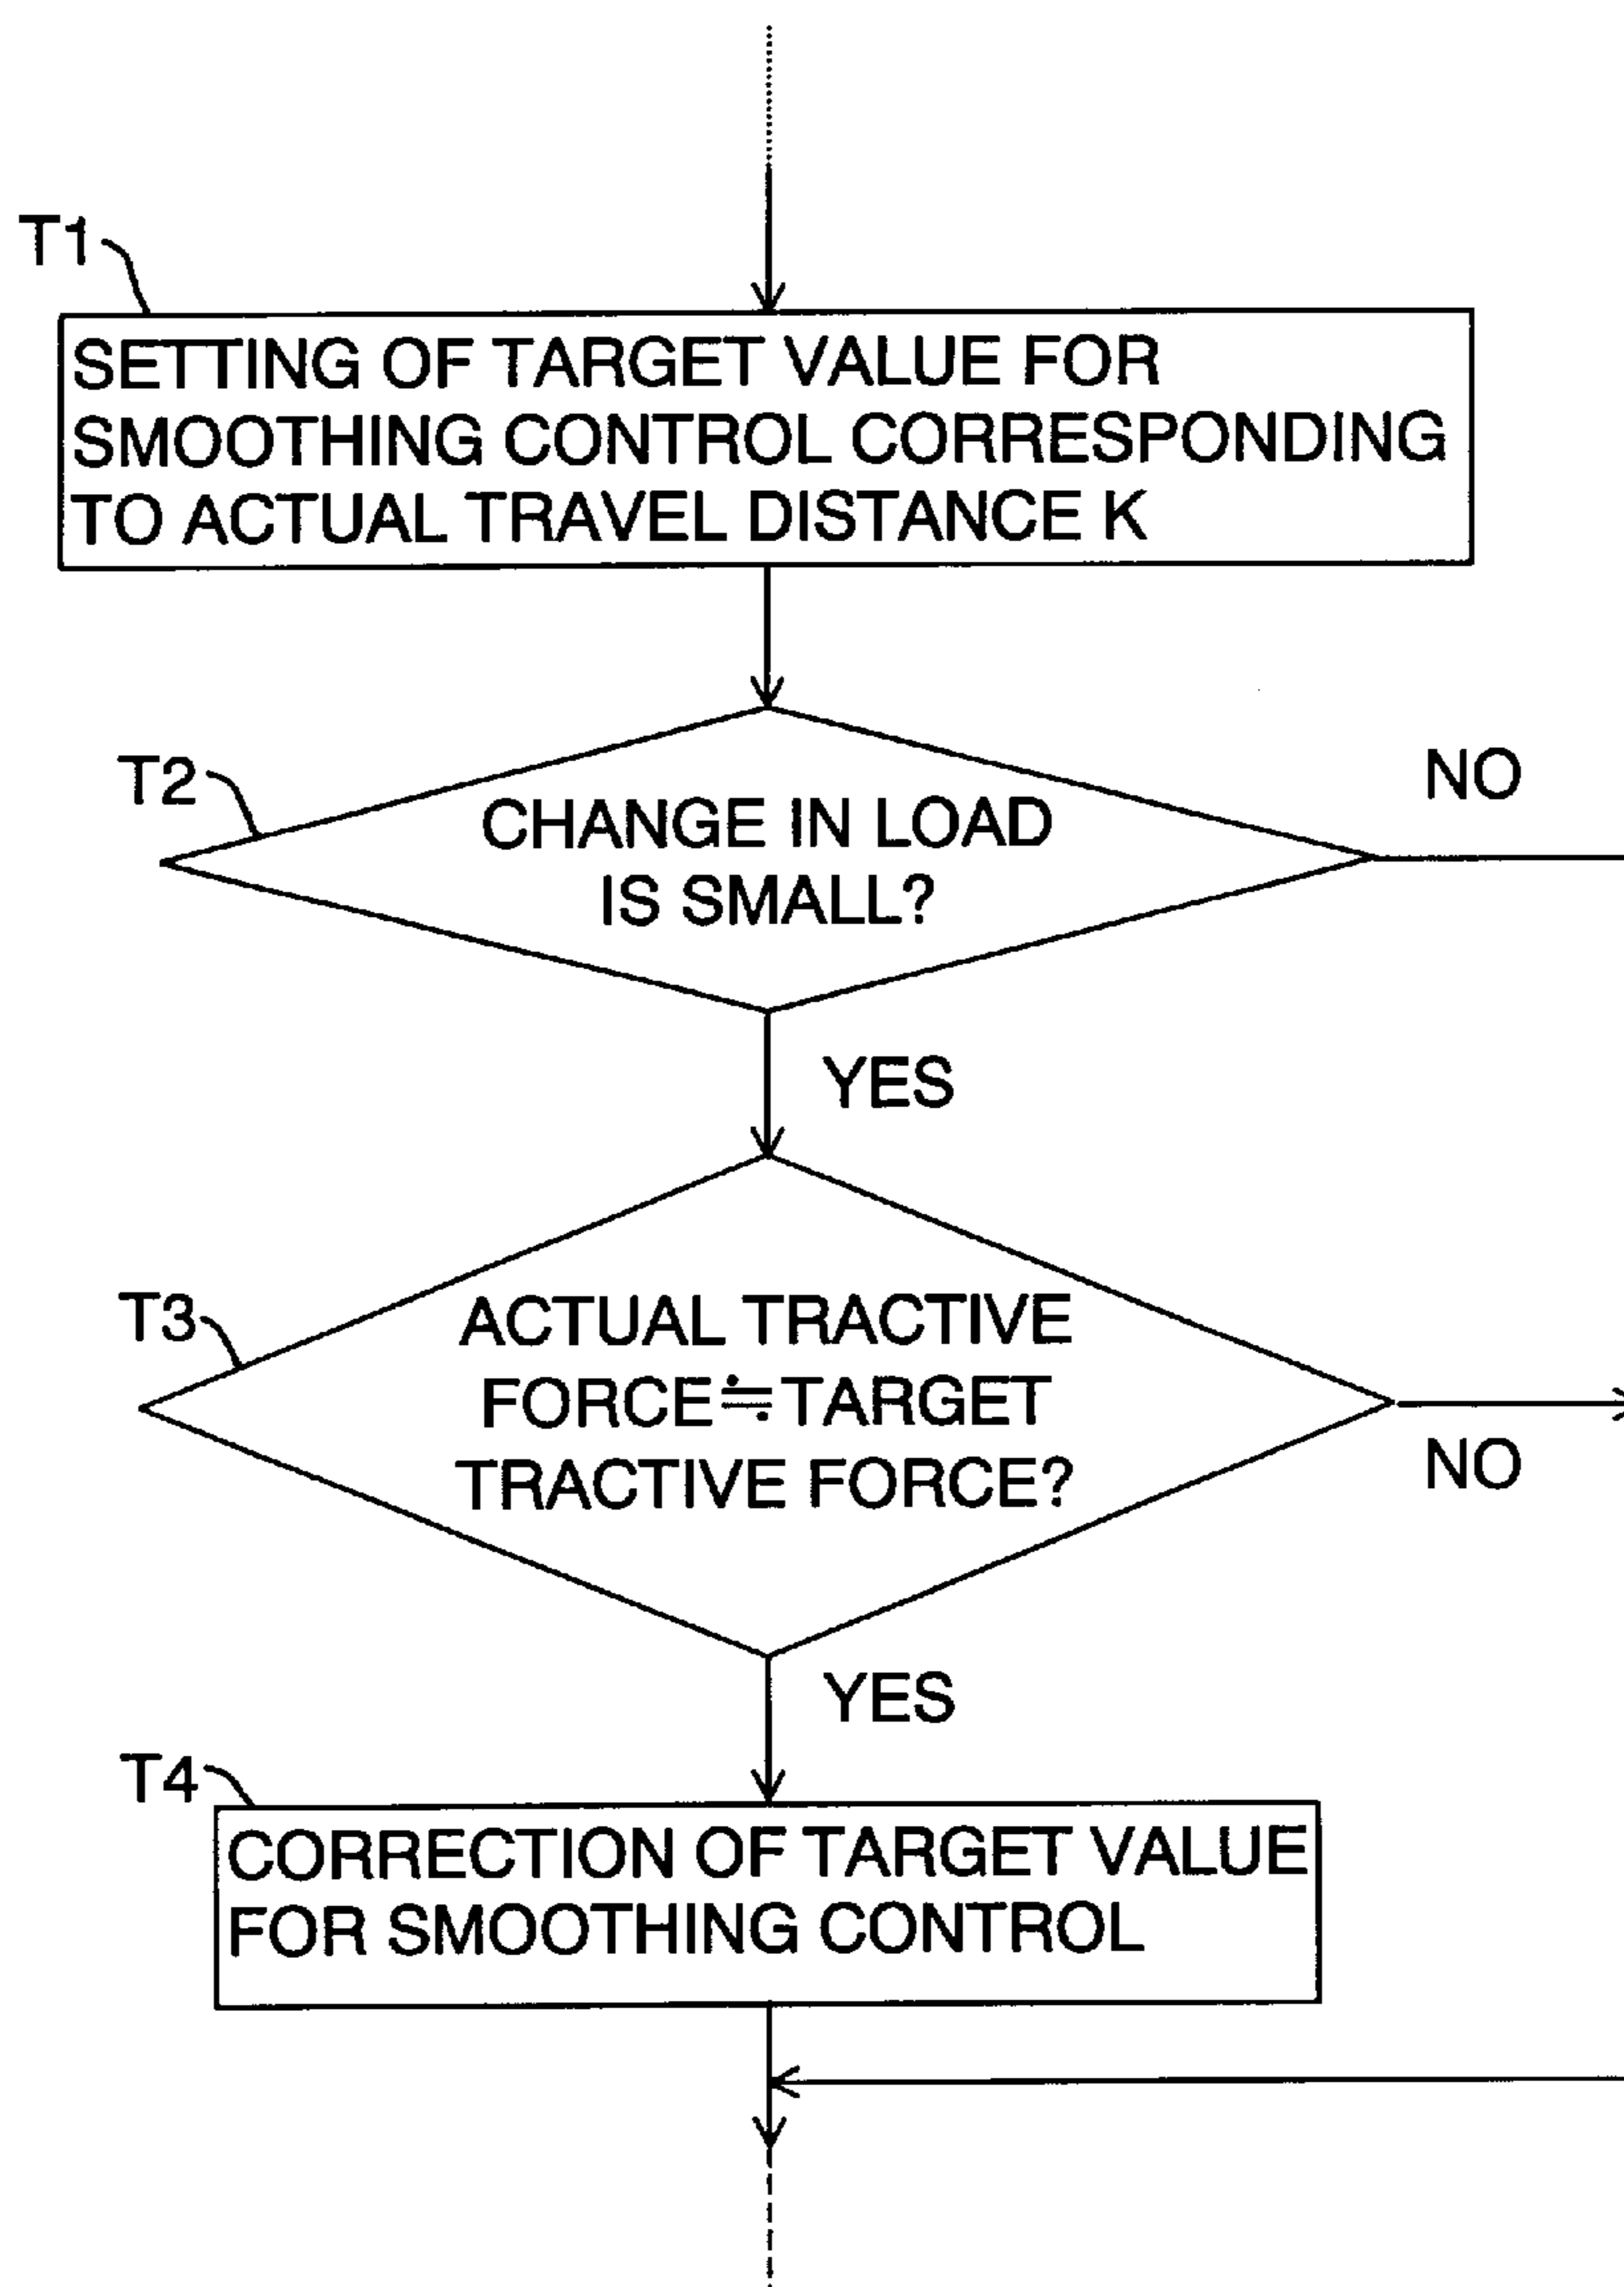 T1
SETTING OF TARGET VALUE FOR
SMOOTHING CONTROL CORRESPONDING
TO ACTUAL TRAVEL DISTANCE K
T2
CHANGE IN LOAD
IS SMALL?
NO
YES
T3
ACTUAL TRACTIVE
FORCE≒TARGET
TRACTIVE FORCE?
NO
YES
T4
CORRECTION OF TARGET VALUE
FOR SMOOTHING CONTROL